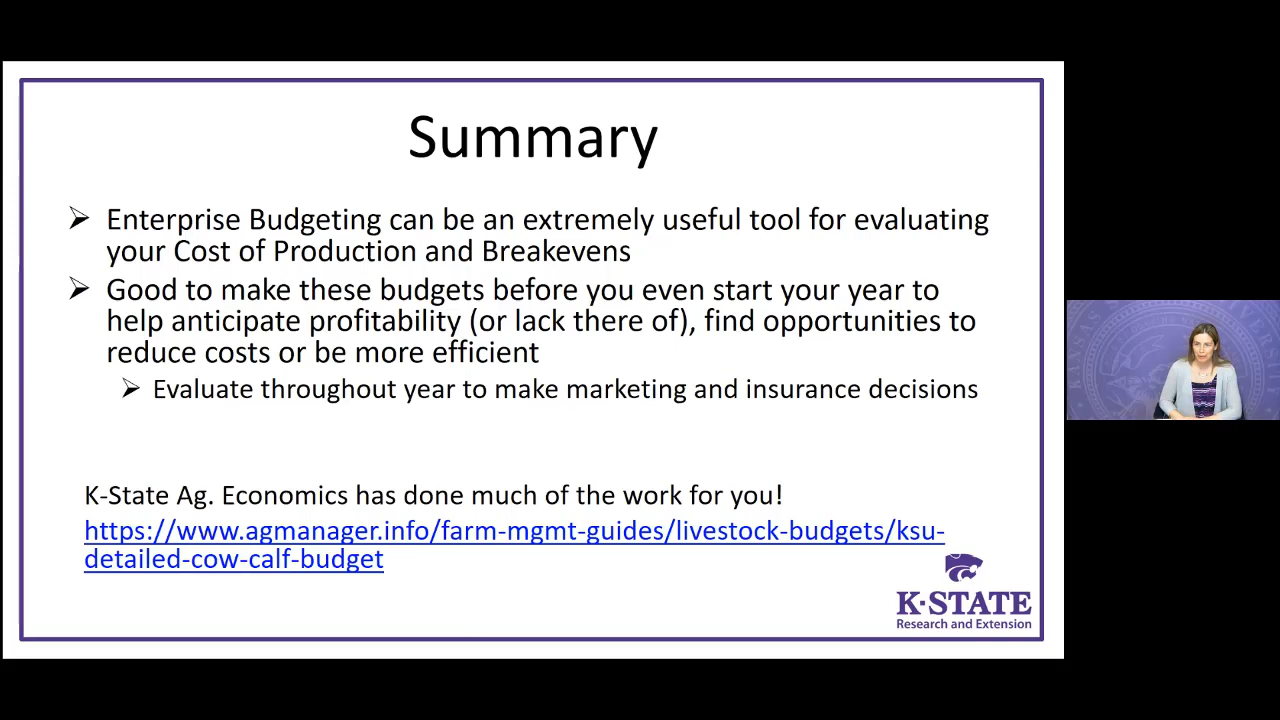 Summary
➢ Enterprise Budgeting can be an extremely useful tool for evaluating
your Cost of Production and Breakevens
➢ Good to make these budgets before you even start your year to
help anticipate profitability (or lack there of), find opportunities to
reduce costs or be more efficient
➢ Evaluate throughout year to make marketing and insurance decisions
K-State Ag. Economics has done much of the work for you!
https://www.agmanager.info/farm-mgmt-guides/livestock-budgets/ksu-
detailed-cow-calf-budget
K-STATE
Research and Extension